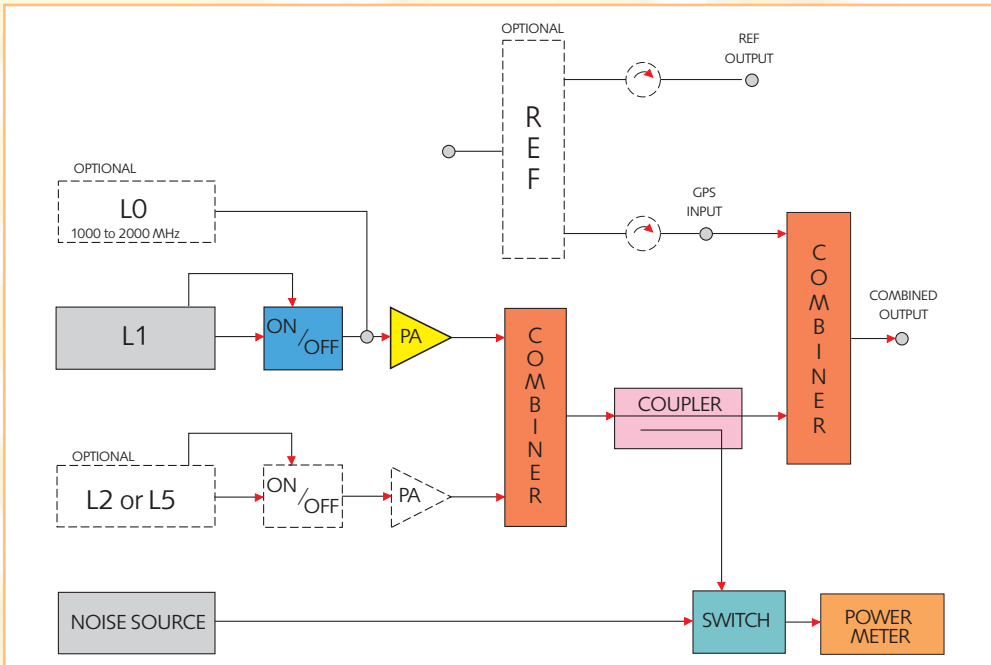 OPTIONAL
REF
OUTPUT
REF
OPTIONAL
L0
1000 to 2000 MHz
GPS
INPUT
COMBINER
COMBINED
OUTPUT
L1
ON
/OFF
PA
COMBINER
COUPLER
OPTIONAL
L2 or L5
ON
/OFF
PA
NOISE SOURCE
SWITCH
POWER
METER